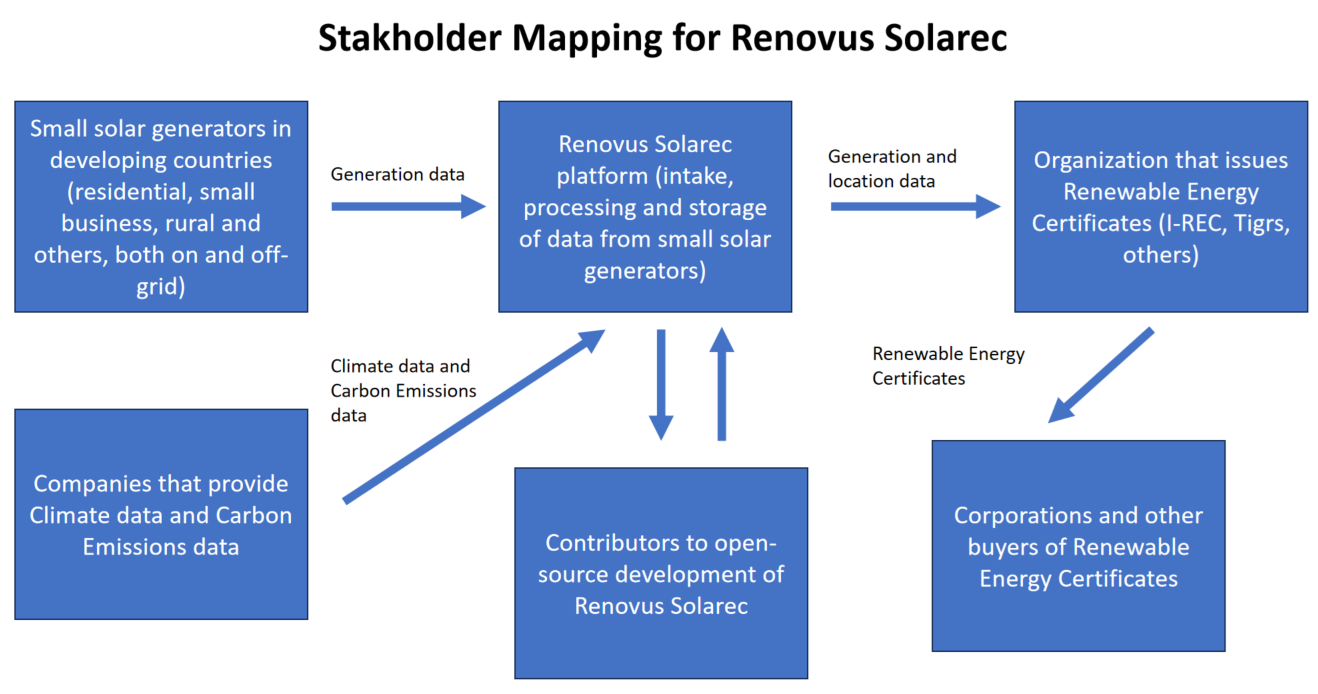 Stakholder Mapping for Renovus Solarec
Small solar generators in
developing countries
(residential, small
business, rural and
others, both on and off-
grid)
Generation data
Renovus Solarec
platform (intake,
processing and storage
of data from small solar
generators)
Generation and
location data
Organization that issues
Renewable Energy
Certificates (I-REC, Tigrs,
others)
Climate data and
Carbon Emissions
data
Renewable Energy
Certificates
Companies that provide
Climate data and Carbon
Emissions data
Contributors to open-
source development of
Renovus Solarec
Corporations and other
buyers of Renewable
Energy Certificates